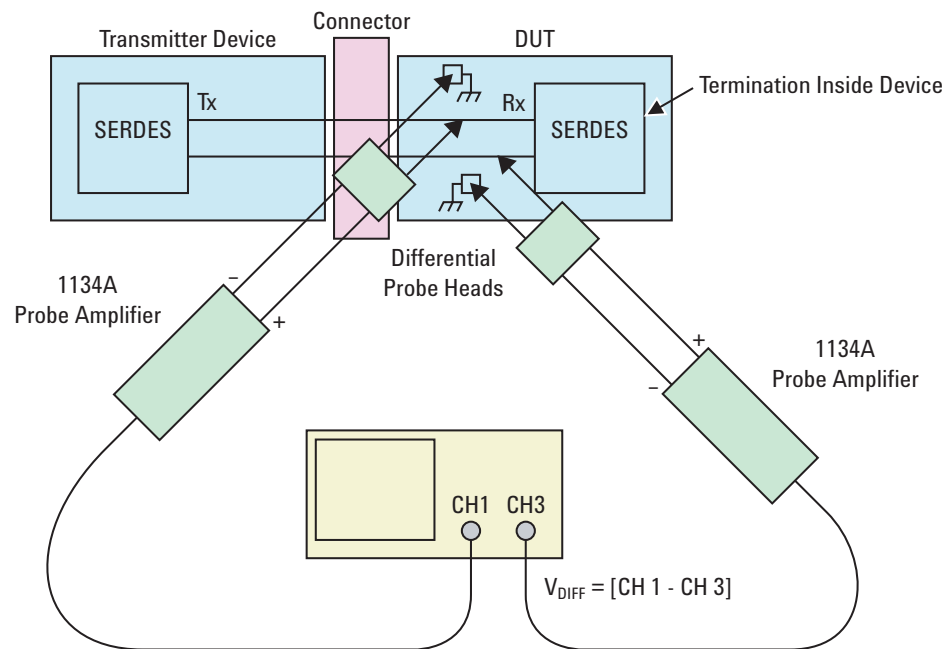 Connector
Transmitter Device
DUT
Termination Inside Device
Tx
Rx
SERDES
SERDES
Differential
Probe Heads
1134A
Probe Amplifier
−
+
+
−
1134A
Probe Amplifier
CH1
CH3
V_DIFF = [CH 1 - CH 3]